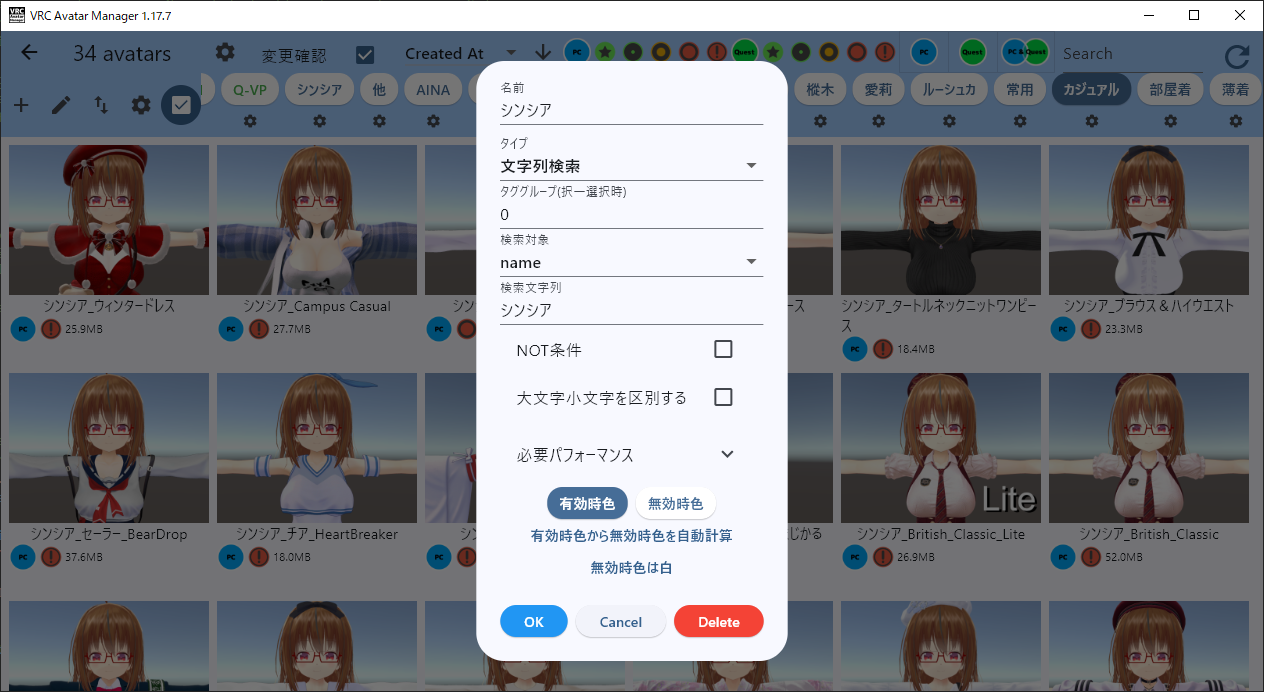 VRC Avatar Manager 1.17.7
34 avatars
変更確認
Created At
PC
Quest
PC
Quest
PC & Quest
Search
Q-VP
シンシア
他
AINA
樅木
愛莉
ルーシュカ
常用
カジュアル
部屋着
薄着
名前
シンシア
タイプ
文字列検索
タググループ(択一選択時)
0
検索対象
name
検索文字列
シンシア
NOT条件
大文字小文字を区別する
必要パフォーマンス
有効時色
無効時色
有効時色から無効時色を自動計算
無効時色は白
OK
Cancel
Delete
シンシア_ウィンタードレス
PC 25.9MB
シンシア_Campus Casual
PC 27.7MB
PC
シンシア_タートルネックニットワンピース
PC 18.4MB
シンシア_ブラウス＆ハイウエスト
PC 23.3MB
シンシア_セーラー_BearDrop
PC 37.6MB
シンシア_チア_HeartBreaker
PC 18.0MB
PC
Lite
シンシア_British_Classic_Lite
PC 26.9MB
シンシア_British_Classic
PC 52.0MB